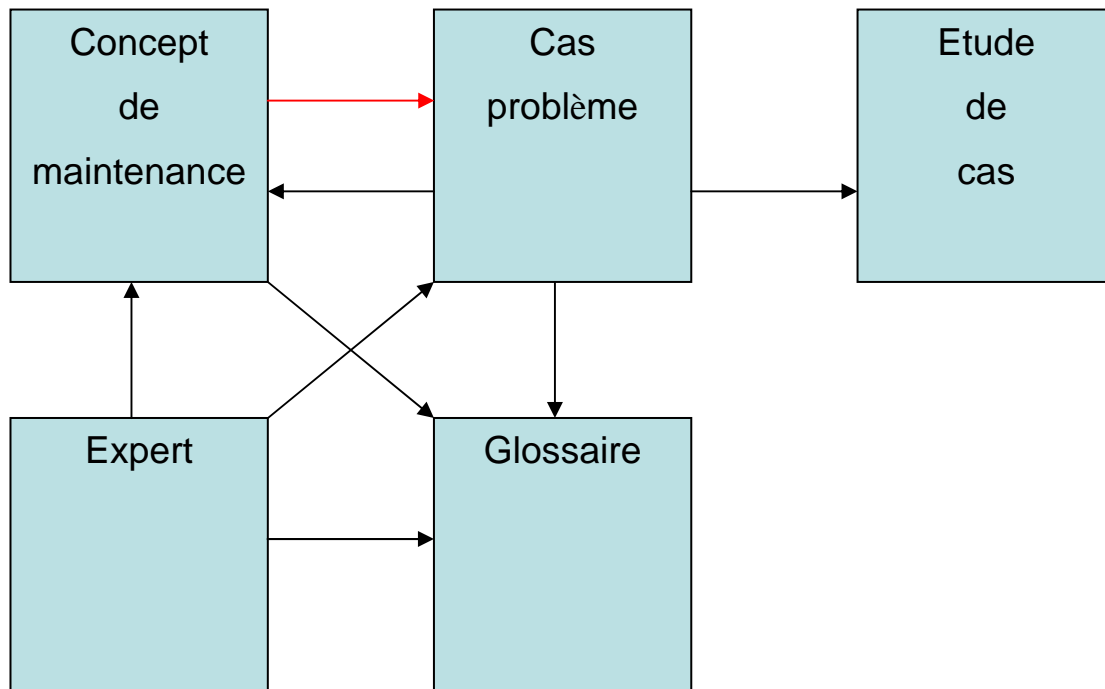 Concept
de
maintenance
Cas
problème
Etude
de
cas
Expert
Glossaire